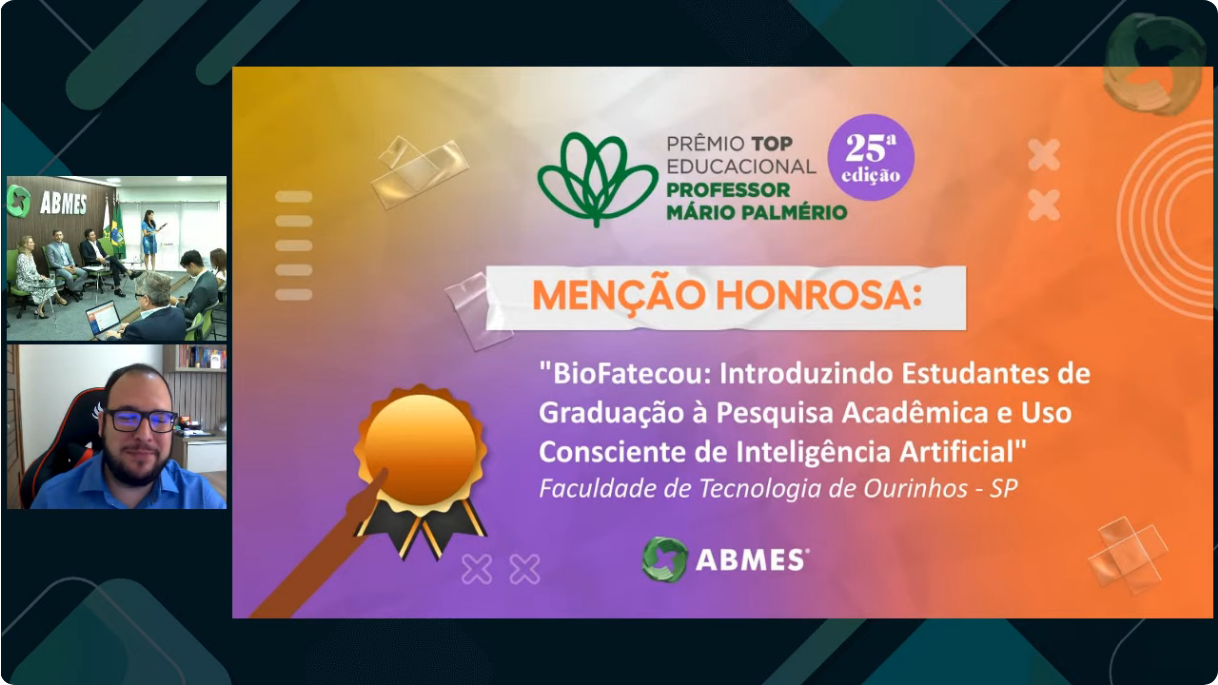 ABMES
PRÊMIO TOP
EDUCACIONAL
PROFESSOR
MÁRIO PALMÉRIO
25ª
edição
MENÇÃO HONROSA:
"BioFatecou: Introduzindo Estudantes de
Graduação à Pesquisa Acadêmica e Uso
Consciente de Inteligência Artificial"
Faculdade de Tecnologia de Ourinhos - SP
ABMES